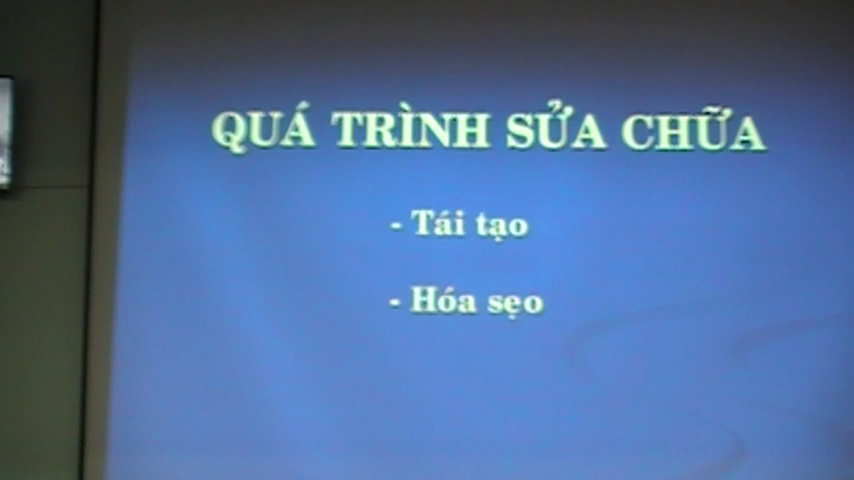 QUÁ TRÌNH SỬA CHỮA
- Tái tạo
- Hóa sẹo